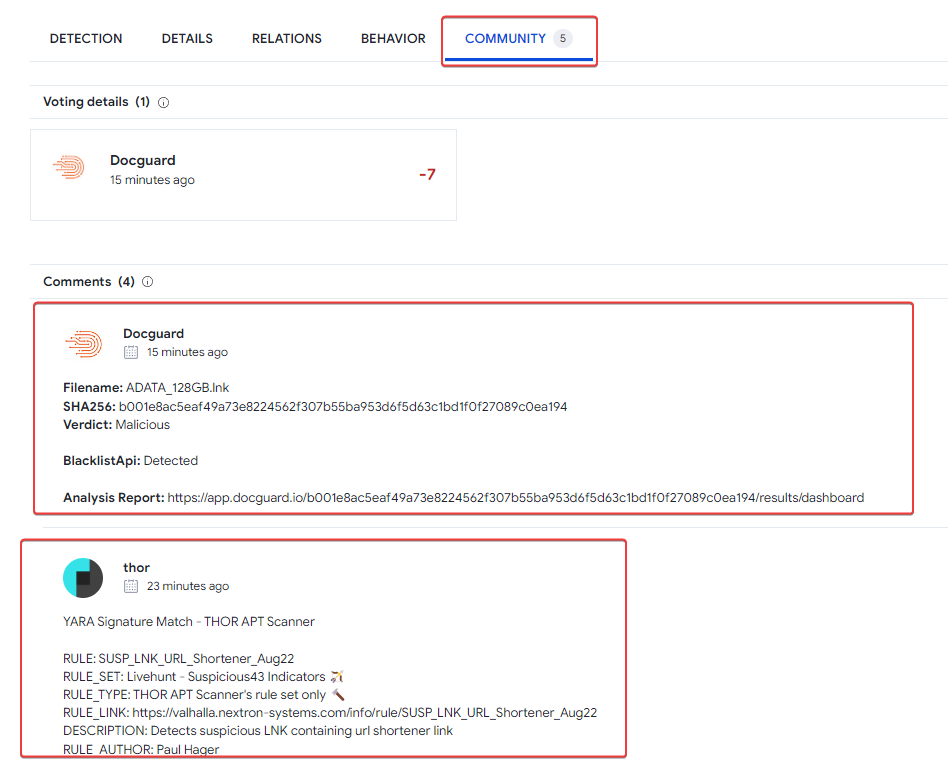 DETECTION DETAILS RELATIONS BEHAVIOR COMMUNITY 5
Voting details (1)
Docguard
15 minutes ago
-7
Comments (4)
Docguard
15 minutes ago
Filename: ADATA_128GB.lnk
SHA256: b001e8ac5eaf49a73e8224562f307b55ba953d6f5d63c1bd1f0f27089c0ea194
Verdict: Malicious
BlacklistApi: Detected
Analysis Report: https://app.docguard.io/b001e8ac5eaf49a73e8224562f307b55ba953d6f5d63c1bd1f0f27089c0ea194/results/dashboard
thor
23 minutes ago
YARA Signature Match - THOR APT Scanner
RULE: SUSP_LNK_URL_Shortener_Aug22
RULE_SET: Livehunt - Suspicious43 Indicators 🏹
RULE_TYPE: THOR APT Scanner's rule set only 🔨
RULE_LINK: https://valhalla.nextron-systems.com/info/rule/SUSP_LNK_URL_Shortener_Aug22
DESCRIPTION: Detects suspicious LNK containing url shortener link
RULE_AUTHOR: Paul Hager